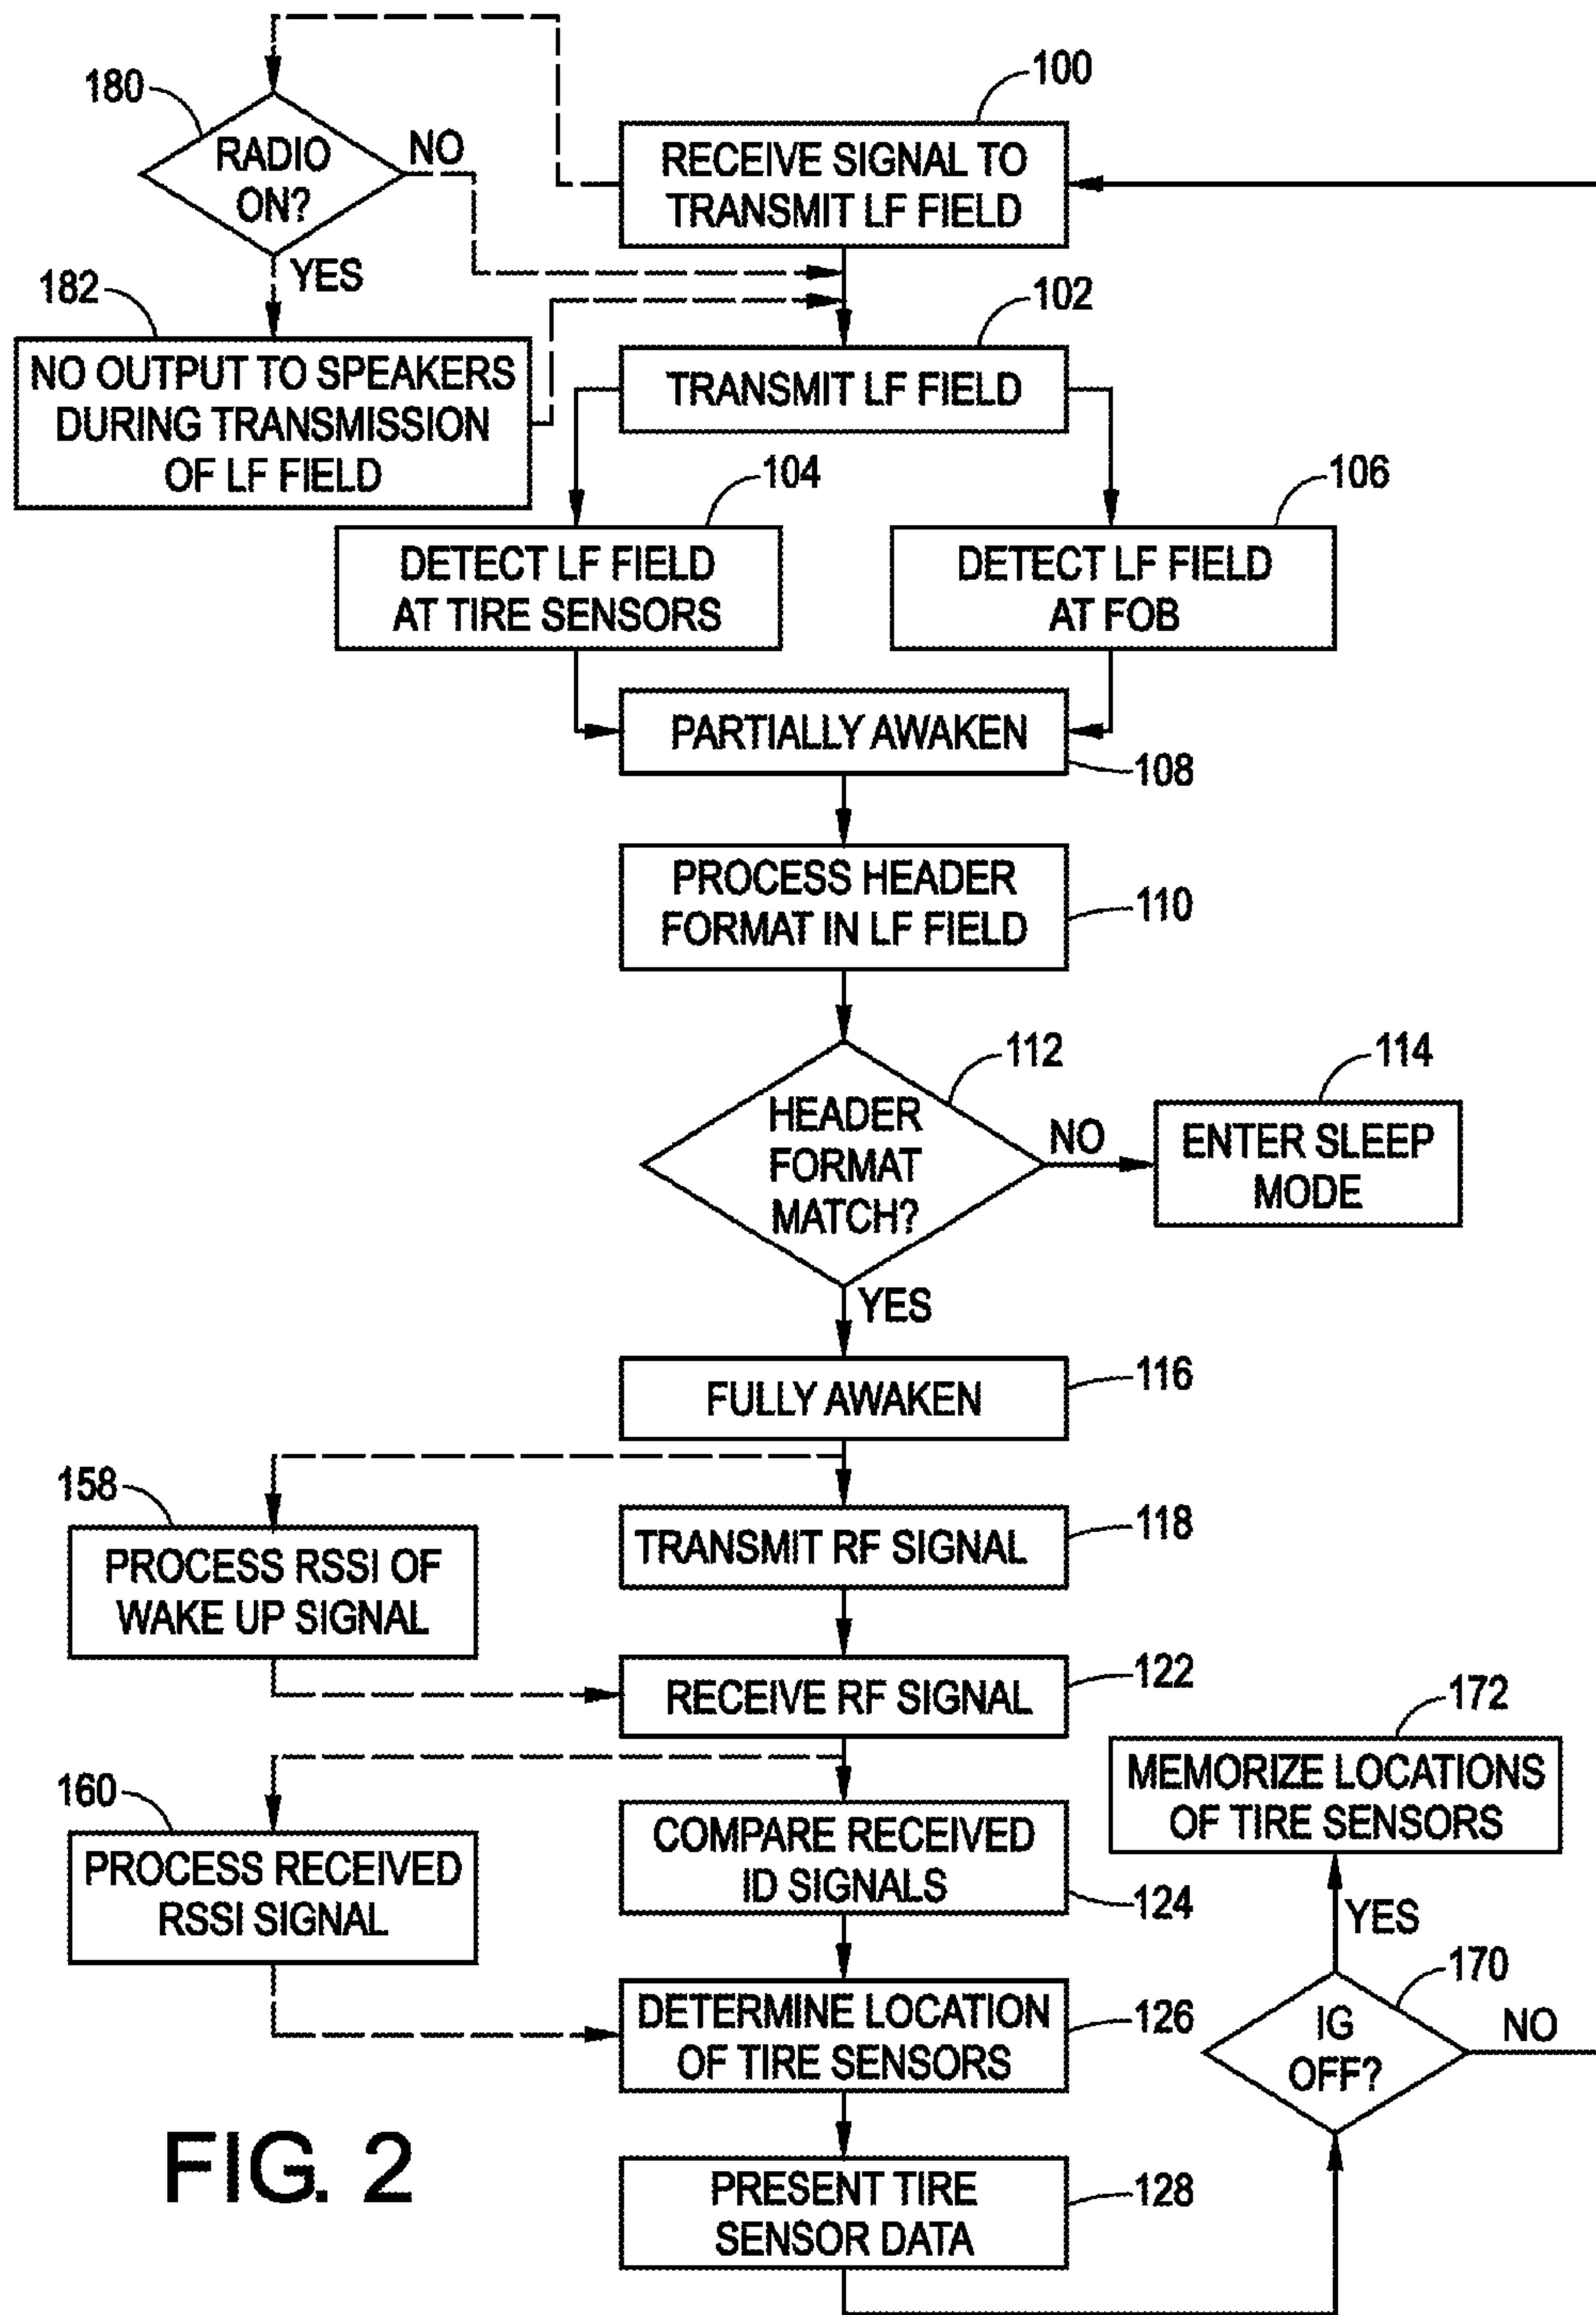 100
180
RADIO
ON?
NO
YES
RECEIVE SIGNAL TO
TRANSMIT LF FIELD
182
NO OUTPUT TO SPEAKERS
DURING TRANSMISSION
OF LF FIELD
102
TRANSMIT LF FIELD
104
DETECT LF FIELD
AT TIRE SENSORS
106
DETECT LF FIELD
AT FOB
PARTIALLY AWAKEN
108
PROCESS HEADER
FORMAT IN LF FIELD
110
112
HEADER
FORMAT
MATCH?
NO
114
ENTER SLEEP
MODE
YES
FULLY AWAKEN
116
158
PROCESS RSSI OF
WAKE UP SIGNAL
TRANSMIT RF SIGNAL
118
RECEIVE RF SIGNAL
122
160
PROCESS RECEIVED
RSSI SIGNAL
COMPARE RECEIVED
ID SIGNALS
124
172
MEMORIZE LOCATIONS
OF TIRE SENSORS
YES
170
IG
OFF?
NO
DETERMINE LOCATION
OF TIRE SENSORS
126
PRESENT TIRE
SENSOR DATA
128
FIG. 2